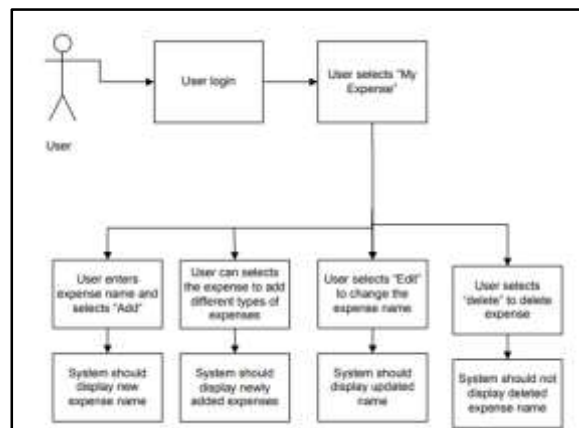 User login
User selects "My
Expense"
User
User enters
expense name and
selects "Add"
User can selects
the expense to add
different types of
expenses
User selects "Edit"
to change the
expense name
User selects
"delete" to delete
expense
System should
display new
expense name
System should
display newly
added expenses
System should
display updated
name
System should not
display deleted
expense name